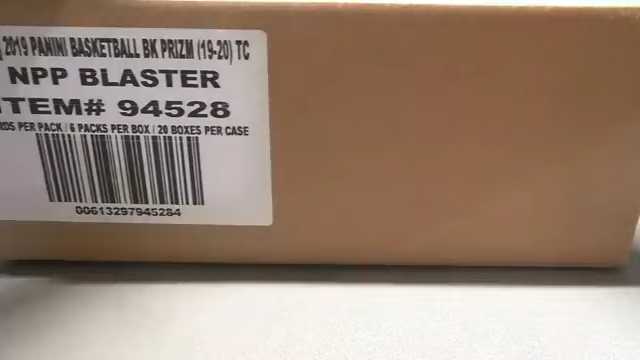 2019 PANINI BASKETBALL BK PRIZM (19-20) TC
NPP BLASTER
ITEM# 94528
RDS PER PACK / 6 PACKS PER BOX / 20 BOXES PER CASE
00613297945284